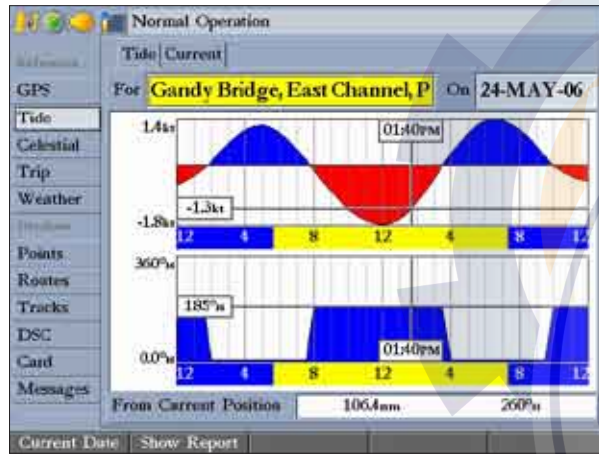 Normal Operation
Tide Current
GPS
For Gandy Bridge, East Channel, P On 24-MAY-06
Tide
Celestial
Trip
Weather
Points
Routes
Tracks
DSC
Card
Messages
1.4kt
01:40PM
-1.3kt
-1.8kt
12 4 8 12 4 8 12
360°M
185°M
01:40PM
0.0°M
12 4 8 12 4 8 12
From Current Position 106.4nm 260°M
Current Date Show Report